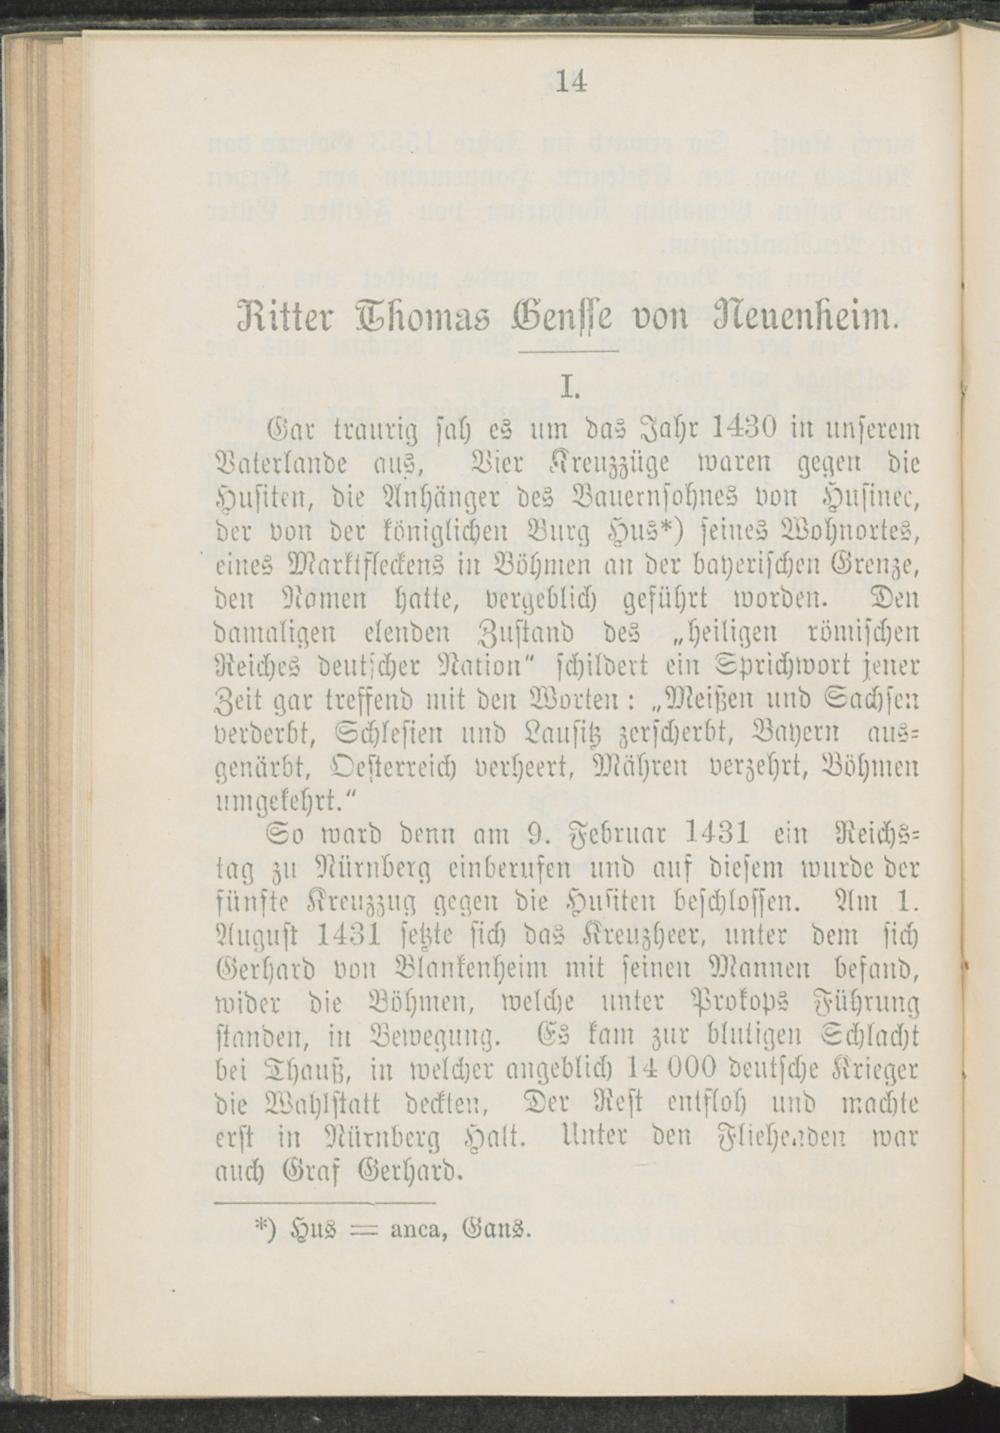 14
Ritter Thomas Gensse von Neuenheim.
I.
Gar traurig sah es um das Jahr 1430 in unserem
Vaterlande aus, Vier Kreuzzüge waren gegen die
Husiten, die Anhänger des Bauernsohnes von Husinec,
der von der königlichen Burg Hus*) seines Wohnortes,
eines Marktfleckens in Böhmen an der bayerischen Grenze,
den Namen hatte, vergeblich geführt worden. Den
damaligen elenden Zustand des „heiligen römischen
Reiches deutscher Nation“ schildert ein Sprichwort jener
Zeit gar treffend mit den Worten: „Meißen und Sachsen
verderbt, Schlesien und Lausitz zerscherbt, Bayern aus-
genärbt, Oesterreich verheert, Mähren verzehrt, Böhmen
umgekehrt.“
So ward denn am 9. Februar 1431 ein Reichs-
tag zu Nürnberg einberufen und auf diesem wurde der
fünfte Kreuzzug gegen die Husiten beschlossen. Am 1.
August 1431 setzte sich das Kreuzheer, unter dem sich
Gerhard von Blankenheim mit seinen Mannen befand,
wider die Böhmen, welche unter Prokops Führung
standen, in Bewegung. Es kam zur blutigen Schlacht
bei Thauß, in welcher angeblich 14 000 deutsche Krieger
die Wahlstatt deckten, Der Rest entfloh und machte
erst in Nürnberg Halt. Unter den Fliehenden war
auch Graf Gerhard.
*) Hus = anca, Gans.